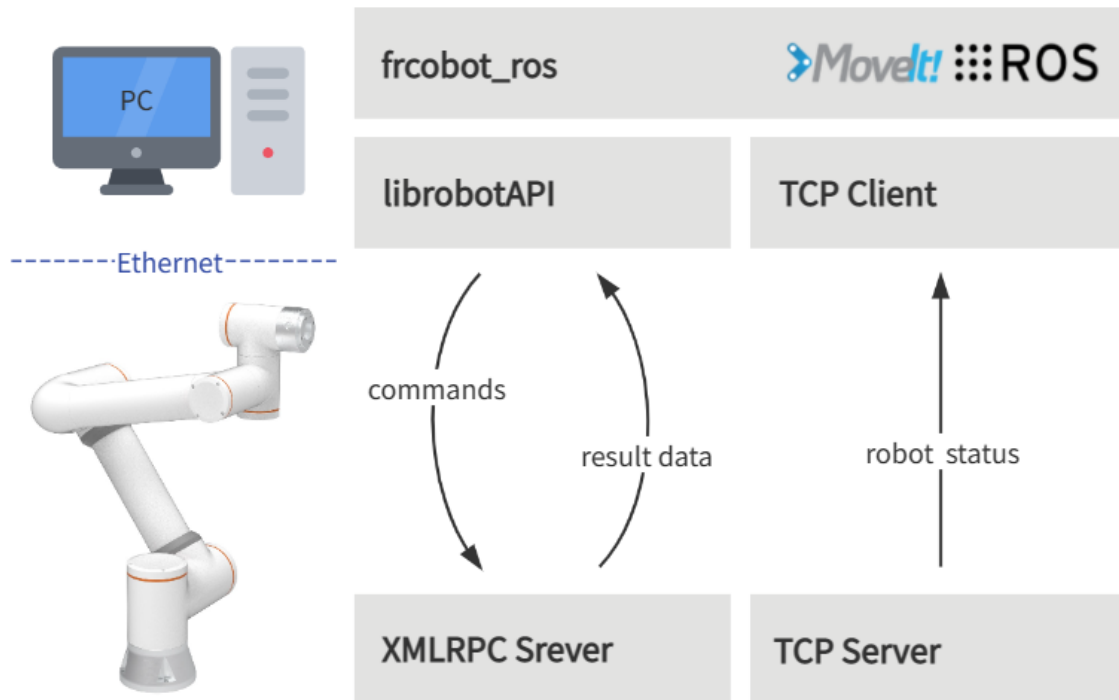 PC
frcobot_ros
MoveIt! ROS
librobotAPI
TCP Client
Ethernet
commands
result data
robot status
XMLRPC Srever
TCP Server